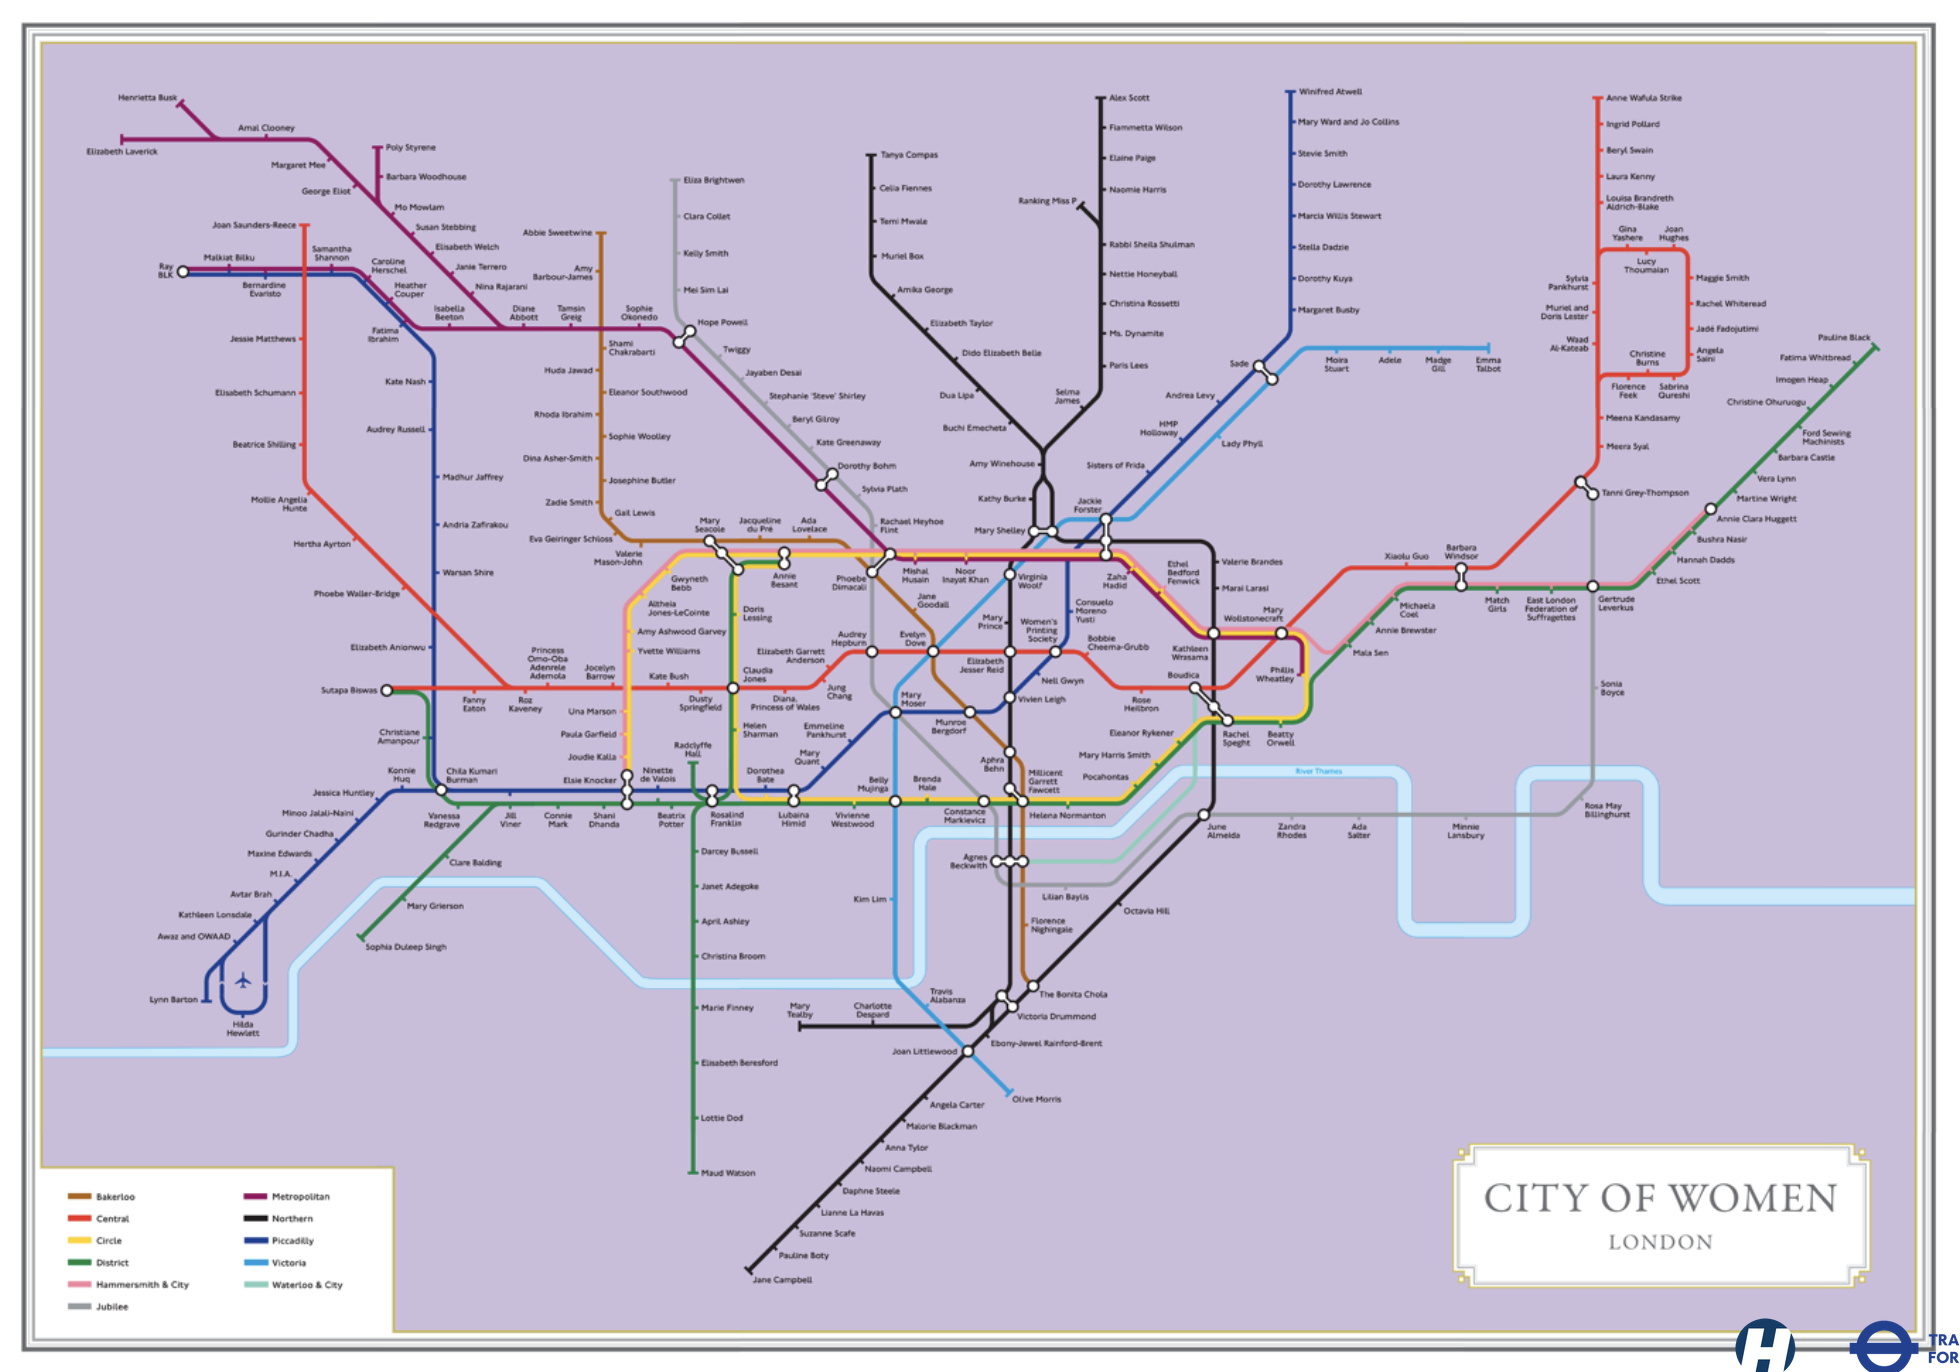 Henrietta Busk
Elizabeth Laverick
Amal Clooney
Margaret Mee
George Eliot
Poly Styrene
Barbara Woodhouse
Mo Mowlam
Susan Stebbing
Elisabeth Welch
Janie Terrero
Nina Rajarani
Joan Saunders-Reece
Ray
BLK
Malkiat Bilku
Bernardine
Evaristo
Samantha
Shannon
Caroline
Herschel
Heather
Couper
Fatima
Ibrahim
Isabella
Beeton
Diane
Abbott
Tamsin
Greig
Sophie
Okonedo
Abbie Sweetwine
Amy
Barbour-James
Shami
Chakrabarti
Huda Jawad
Eleanor Southwood
Rhoda Ibrahim
Sophie Woolley
Dina Asher-Smith
Josephine Butler
Zadie Smith
Gail Lewis
Eva Geiringer Schloss
Valerie
Mason-John
Mary
Seacole
Jacqueline
du Pré
Ada
Lovelace
Annie
Besant
Eliza Brightwen
Clara Collet
Kelly Smith
Mei Sim Lai
Hope Powell
Twiggy
Jayaben Desai
Stephanie 'Steve' Shirley
Beryl Gilroy
Kate Greenaway
Dorothy Bohm
Sylvia Plath
Rachael Heyhoe
Flint
Tanya Compas
Celia Fiennes
Temi Mwale
Muriel Box
Amika George
Elizabeth Taylor
Dido Elizabeth Belle
Dua Lipa
Buchi Emecheta
Alex Scott
Fiammetta Wilson
Elaine Paige
Naomie Harris
Ranking Miss P
Rabbi Sheila Shulman
Nettie Honeyball
Christina Rossetti
Ms. Dynamite
Paris Lees
Selma
James
Amy Winehouse
Kathy Burke
Mary Shelley
Winifred Atwell
Mary Ward and Jo Collins
Stevie Smith
Dorothy Lawrence
Marcia Willis Stewart
Stella Dadzie
Dorothy Kuya
Margaret Busby
Sade
Moira
Stuart
Adele
Madge
Gill
Emma
Talbot
Andrea Levy
HMP
Holloway
Lady Phyll
Sisters of Frida
Jackie
Forster
Anne Wafula Strike
Ingrid Pollard
Beryl Swain
Laura Kenny
Louisa Brandreth
Aldrich-Blake
Gina
Yashere
Joan
Hughes
Lucy
Thoumaian
Sylvia
Pankhurst
Maggie Smith
Rachel Whiteread
Muriel and
Doris Lester
Jadé Fadojutimi
Waad
Al-Kateab
Angela
Saini
Christine
Burns
Florence
Feek
Sabrina
Qureshi
Meena Kandasamy
Meera Syal
Tanni Grey-Thompson
Pauline Black
Fatima Whitbread
Imogen Heap
Christine Ohuruogu
Ford Sewing
Machinists
Barbara Castle
Vera Lynn
Martine Wright
Annie Clara Huggett
Bushra Nasir
Hannah Dadds
Ethel Scott
Jessie Matthews
Elisabeth Schumann
Beatrice Shilling
Mollie Angelia
Hunte
Hertha Ayrton
Phoebe Waller-Bridge
Kate Nash
Audrey Russell
Madhur Jaffrey
Andria Zafirakou
Warsan Shire
Elizabeth Anionwu
Gwyneth
Bebb
Altheia
Jones-LeCointe
Amy Ashwood Garvey
Yvette Williams
Doris
Lessing
Phoebe
Dimacali
Mishal
Husain
Noor
Inayat Khan
Virginia
Woolf
Jane
Goodall
Mary
Prince
Consuelo
Moreno
Yusti
Women's
Printing
Society
Zaha
Hadid
Ethel
Bedford
Fenwick
Valerie Brandes
Marai Larasi
Mary
Wollstonecraft
Xiaolu Guo
Barbara
Windsor
Michaela
Coel
Match
Girls
East London
Federation of
Suffragettes
Gertrude
Leverkus
Annie Brewster
Mala Sen
Audrey
Hepburn
Evelyn
Dove
Elizabeth
Jesser Reid
Bobbie
Cheema-Grubb
Kathleen
Wrasama
Phillis
Wheatley
Sutapa Biswas
Fanny
Eaton
Roz
Kaveney
Princess
Omo-Oba
Adenrele
Ademola
Jocelyn
Barrow
Kate Bush
Dusty
Springfield
Claudia
Jones
Elizabeth Garrett
Anderson
Diana,
Princess of Wales
Jung
Chang
Mary
Moser
Munroe
Bergdorf
Vivien Leigh
Nell Gwyn
Rose
Heilbron
Boudica
Rachel
Speght
Beatty
Orwell
Sonia
Boyce
Una Marson
Paula Garfield
Joudie Kalla
Elsie Knocker
Ninette
de Valois
Radclyffe
Hall
Helen
Sharman
Dorothea
Bate
Emmeline
Pankhurst
Mary
Quant
Belly
Mujinga
Brenda
Hale
Aphra
Behn
Millicent
Garrett
Fawcett
Eleanor Rykener
Mary Harris Smith
Pocahontas
Helena Normanton
Christiane
Amanpour
Konnie
Huq
Chila Kumari
Burman
Jessica Huntley
Minoo Jalali-Naini
Gurinder Chadha
Maxine Edwards
M.I.A.
Avtar Brah
Kathleen Lonsdale
Awaz and OWAAD
Lynn Barton
Hilda
Hewlett
Vanessa
Redgrave
Jill
Viner
Connie
Mark
Shani
Dhanda
Beatrix
Potter
Rosalind
Franklin
Lubaina
Himid
Vivienne
Westwood
Constance
Markievicz
Clare Balding
Mary Grierson
Sophia Duleep Singh
Darcey Bussell
Janet Adegoke
April Ashley
Christina Broom
Marie Finney
Elisabeth Beresford
Lottie Dod
Maud Watson
Agnes
Beckwith
Lilian Baylis
Kim Lim
Florence
Nightingale
River Thames
June
Almeida
Zandra
Rhodes
Ada
Salter
Minnie
Lansbury
Rosa May
Billinghurst
Octavia Hill
The Bonita Chola
Victoria Drummond
Ebony-Jewel Rainford-Brent
Travis
Alabanza
Mary
Tealby
Charlotte
Despard
Joan Littlewood
Olive Morris
Angela Carter
Malorie Blackman
Anna Tylor
Naomi Campbell
Daphne Steele
Lianne La Havas
Suzanne Scafe
Pauline Boty
Jane Campbell
Bakerloo
Central
Circle
District
Hammersmith & City
Jubilee
Metropolitan
Northern
Piccadilly
Victoria
Waterloo & City
CITY OF WOMEN
LONDON
H
TRA
FOR